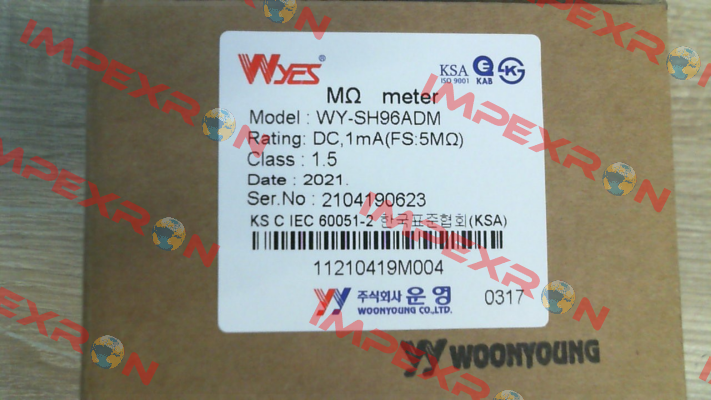 WYES®
KSA
ISO 9001
KAB
MΩ meter
Model : WY-SH96ADM
Rating: DC,1mA(FS:5MΩ)
Class : 1.5
Date : 2021.
Ser.No : 2104190623
KS C IEC 60051-2 한국표준협회(KSA)
11210419M004
주식회사 운영
WOONYOUNG CO.,LTD.
0317
WOONYOUNG
IMPEXRON
IMPEXRON
IMPEXRON
IMPEXRON
IMPEXRON